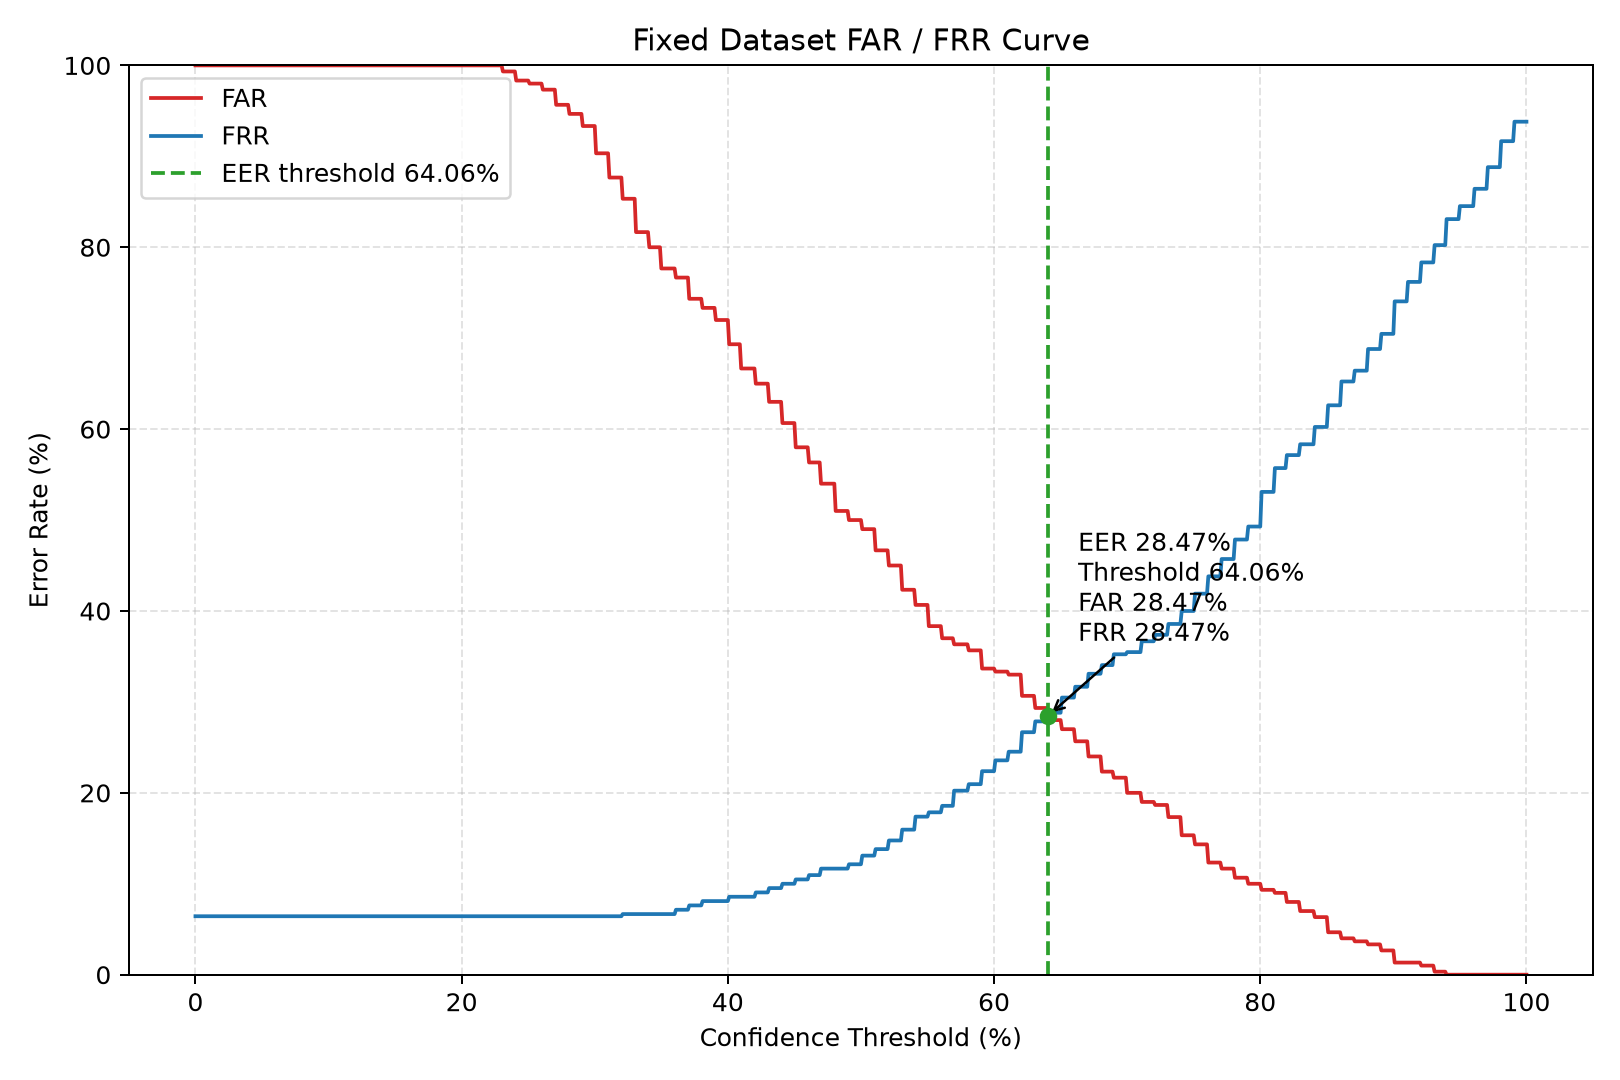 Fixed Dataset FAR / FRR Curve
100
80
60
40
20
0
Error Rate (%)
FAR
FRR
EER threshold 64.06%
EER 28.47%
Threshold 64.06%
FAR 28.47%
FRR 28.47%
0
20
40
60
80
100
Confidence Threshold (%)